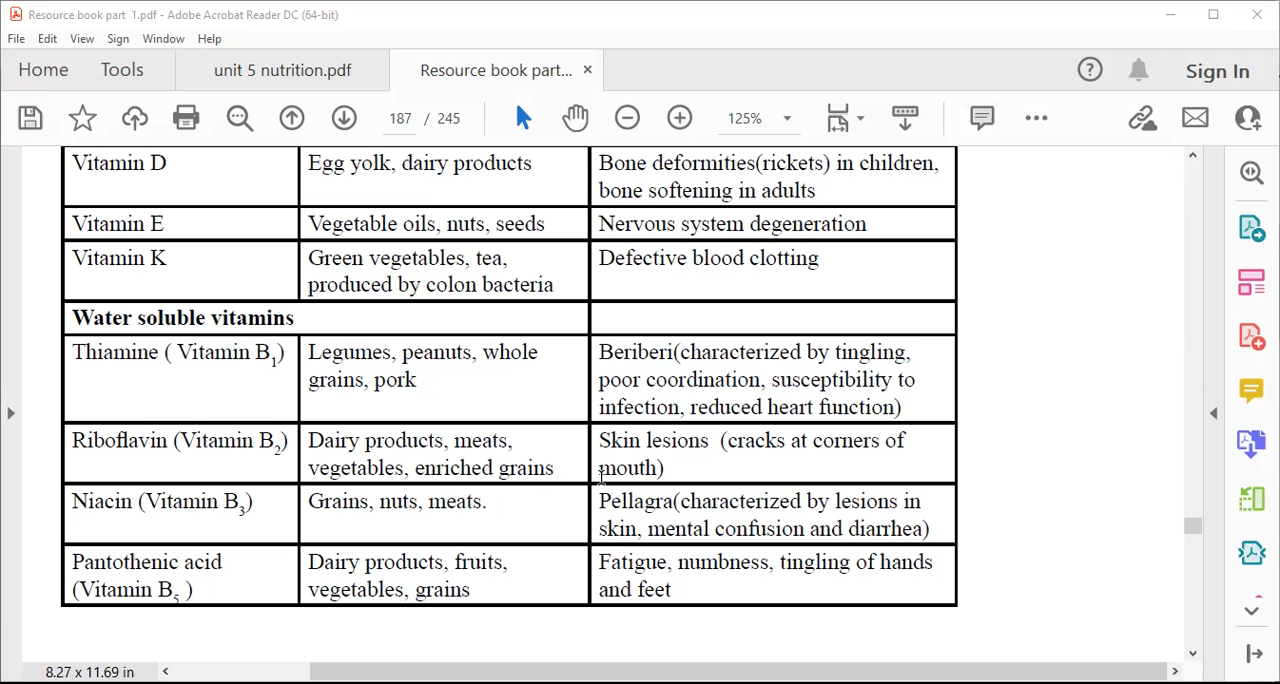 Resource book part 1.pdf - Adobe Acrobat Reader DC (64-bit)
File Edit View Sign Window Help
Home Tools unit 5 nutrition.pdf Resource book part... × Sign In
187 / 245 125%
Vitamin D Egg yolk, dairy products Bone deformities(rickets) in children,
bone softening in adults
Vitamin E Vegetable oils, nuts, seeds Nervous system degeneration
Vitamin K Green vegetables, tea, Defective blood clotting
produced by colon bacteria
Water soluble vitamins
Thiamine ( Vitamin B1) Legumes, peanuts, whole Beriberi(characterized by tingling,
grains, pork poor coordination, susceptibility to
infection, reduced heart function)
Riboflavin (Vitamin B2) Dairy products, meats, Skin lesions (cracks at corners of
vegetables, enriched grains mouth)
Niacin (Vitamin B3) Grains, nuts, meats. Pellagra(characterized by lesions in
skin, mental confusion and diarrhea)
Pantothenic acid Dairy products, fruits, Fatigue, numbness, tingling of hands
(Vitamin B5 ) vegetables, grains and feet
8.27 x 11.69 in